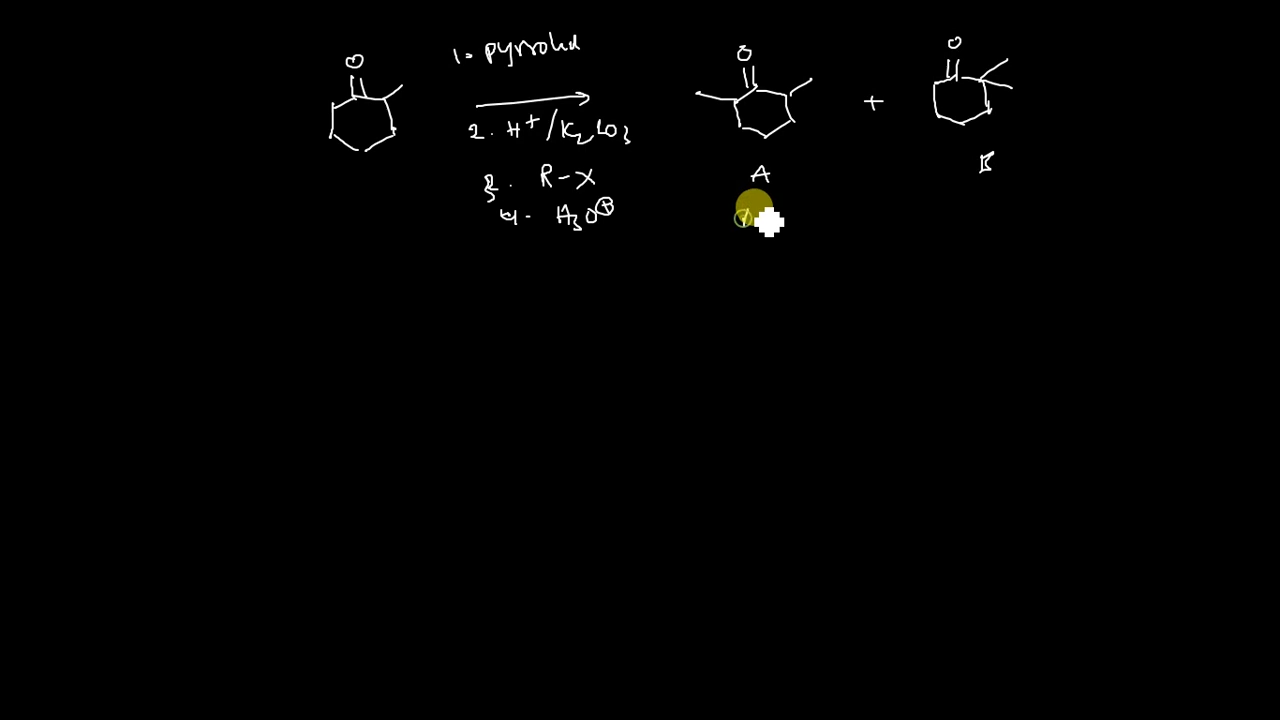 1. pyrrolid
O
O
O
2. H⁺/K₂CO₃
+
3. R-X
A
B
4. H₃O⊕